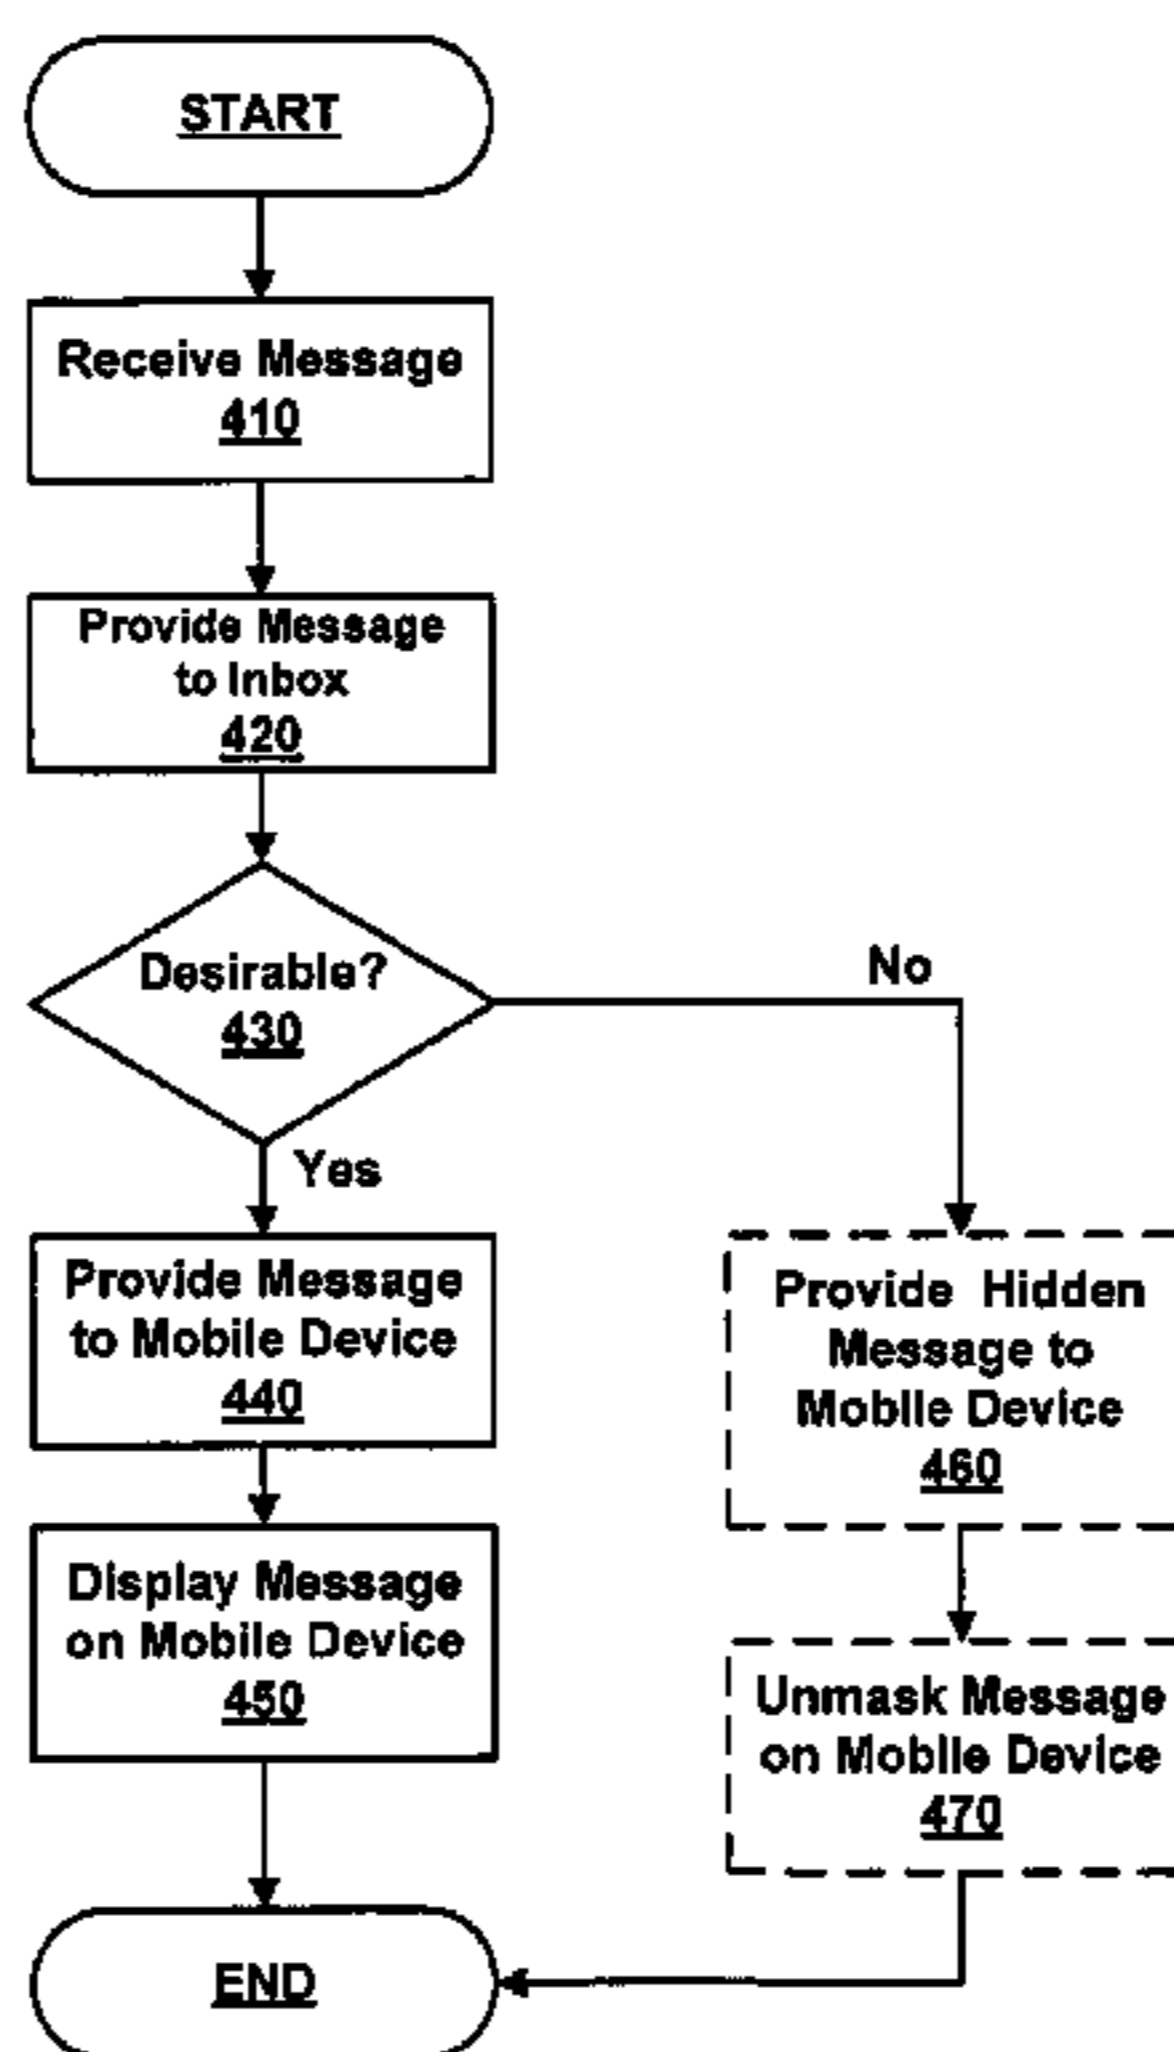 START
Receive Message
410
Provide Message
to Inbox
420
Desirable?
430
No
Yes
Provide Message
to Mobile Device
440
Provide Hidden
Message to
Mobile Device
460
Display Message
on Mobile Device
450
Unmask Message
on Mobile Device
470
END